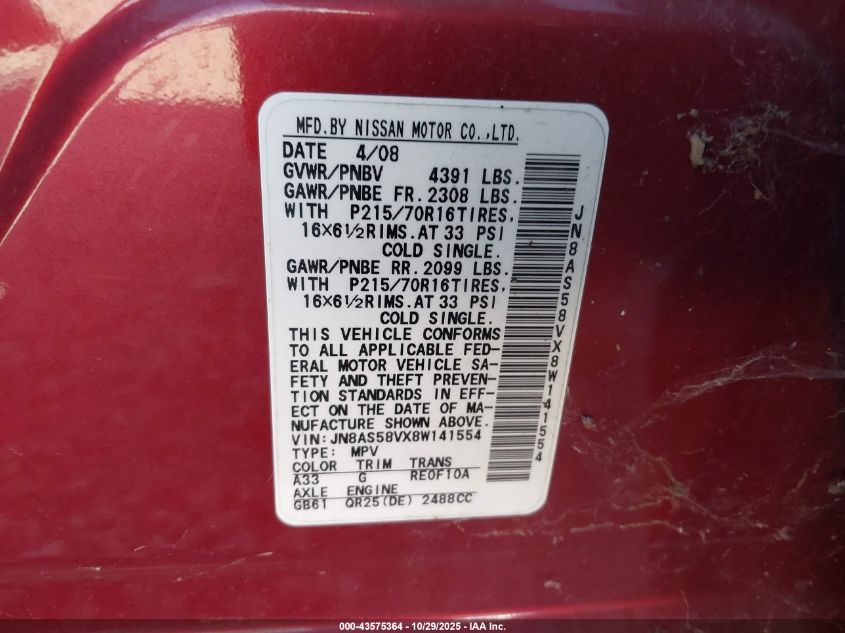 MFD.BY NISSAN MOTOR CO.,LTD.
DATE 4/08
GVWR/PNBV 4391 LBS.
GAWR/PNBE FR. 2308 LBS.
WITH P215/70R16TIRES,
16×6½RIMS.AT 33 PSI
COLD SINGLE.
GAWR/PNBE RR. 2099 LBS.
WITH P215/70R16TIRES,
16×6½RIMS.AT 33 PSI
COLD SINGLE.
THIS VEHICLE CONFORMS
TO ALL APPLICABLE FED-
ERAL MOTOR VEHICLE SA-
FETY AND THEFT PREVEN-
TION STANDARDS IN EFF-
ECT ON THE DATE OF MA-
NUFACTURE SHOWN ABOVE.
VIN: JN8AS58VX8W141554
TYPE: MPV
COLOR TRIM TRANS
A33 G RE0F10A
AXLE ENGINE
GB61 QR25(DE) 2488CC
JN8AS58VX8W141554
000-43575364 | 10/29/2025 | IAA Inc.